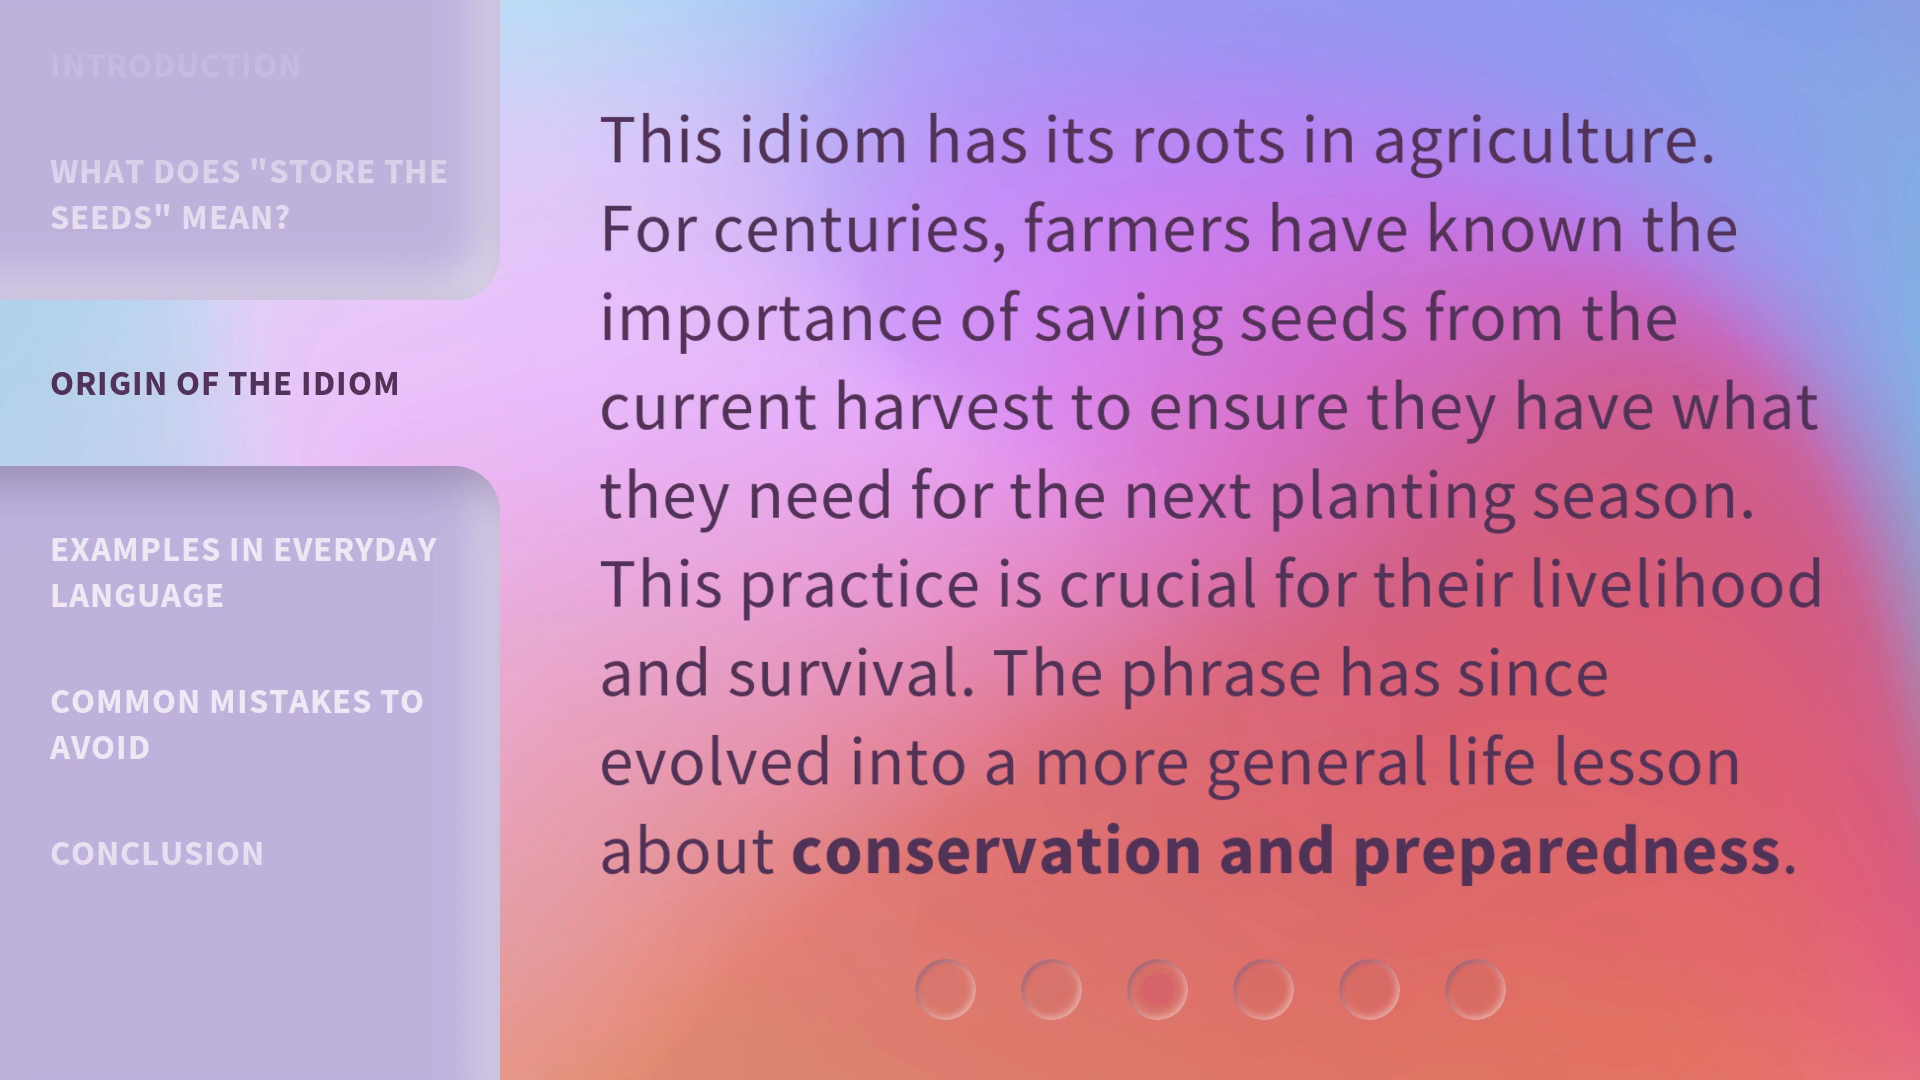 INTRODUCTION
WHAT DOES "STORE THE
SEEDS" MEAN?
ORIGIN OF THE IDIOM
EXAMPLES IN EVERYDAY
LANGUAGE
COMMON MISTAKES TO
AVOID
CONCLUSION
This idiom has its roots in agriculture.
For centuries, farmers have known the
importance of saving seeds from the
current harvest to ensure they have what
they need for the next planting season.
This practice is crucial for their livelihood
and survival. The phrase has since
evolved into a more general life lesson
about conservation and preparedness.